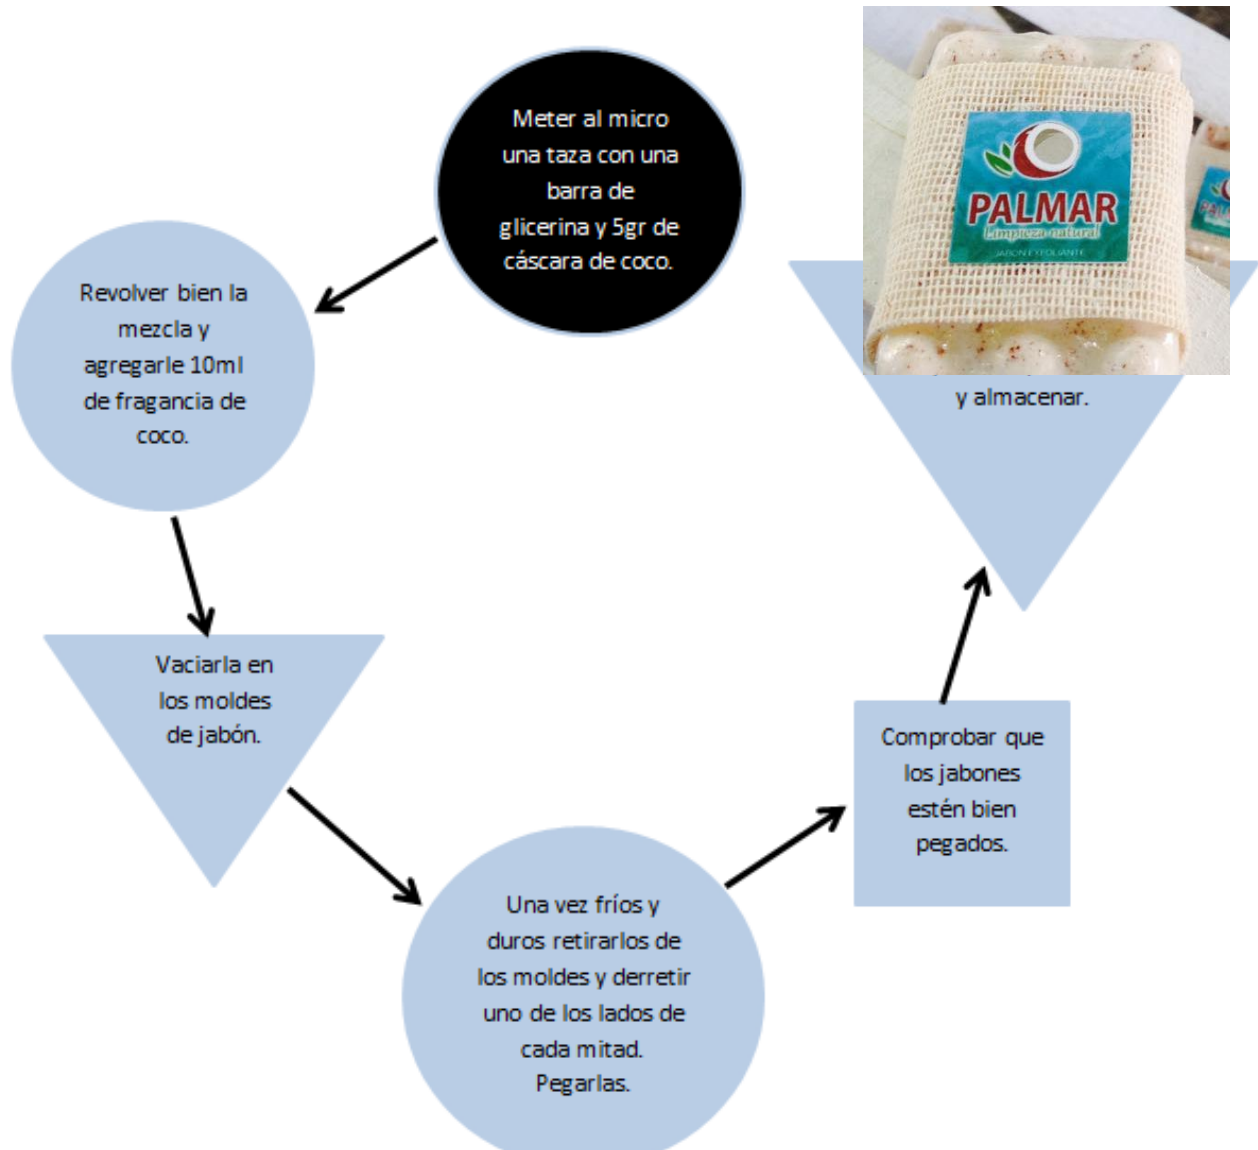 Meter al micro
una taza con una
barra de
glicerina y 5gr de
cáscara de coco.
Revolver bien la
mezcla y
agregarle 10ml
de fragancia de
coco.
Vaciarla en
los moldes
de jabón.
Una vez fríos y
duros retirarlos de
los moldes y derretir
uno de los lados de
cada mitad.
Pegarlas.
Comprobar que
los jabones
estén bien
pegados.
y almacenar.
PALMAR
Limpieza natural
JABON EXFOLIANTE